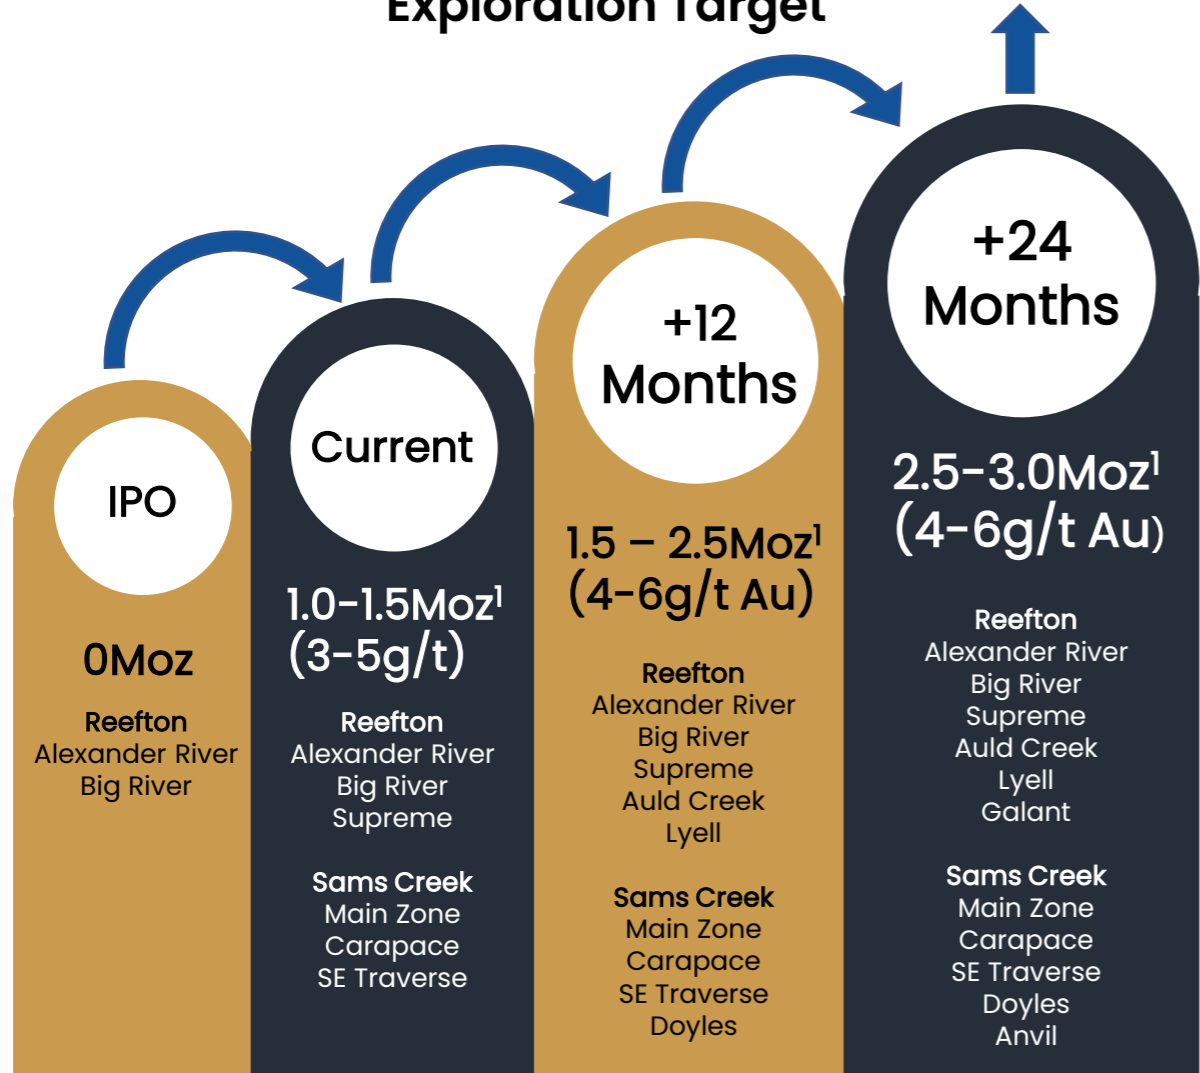 Exploration Target
IPO
0Moz
Reefton
Alexander River
Big River
Current
1.0-1.5Moz¹
(3-5g/t)
Reefton
Alexander River
Big River
Supreme
Sams Creek
Main Zone
Carapace
SE Traverse
+12
Months
1.5 – 2.5Moz¹
(4-6g/t Au)
Reefton
Alexander River
Big River
Supreme
Auld Creek
Lyell
Sams Creek
Main Zone
Carapace
SE Traverse
Doyles
+24
Months
2.5-3.0Moz¹
(4-6g/t Au)
Reefton
Alexander River
Big River
Supreme
Auld Creek
Lyell
Galant
Sams Creek
Main Zone
Carapace
SE Traverse
Doyles
Anvil